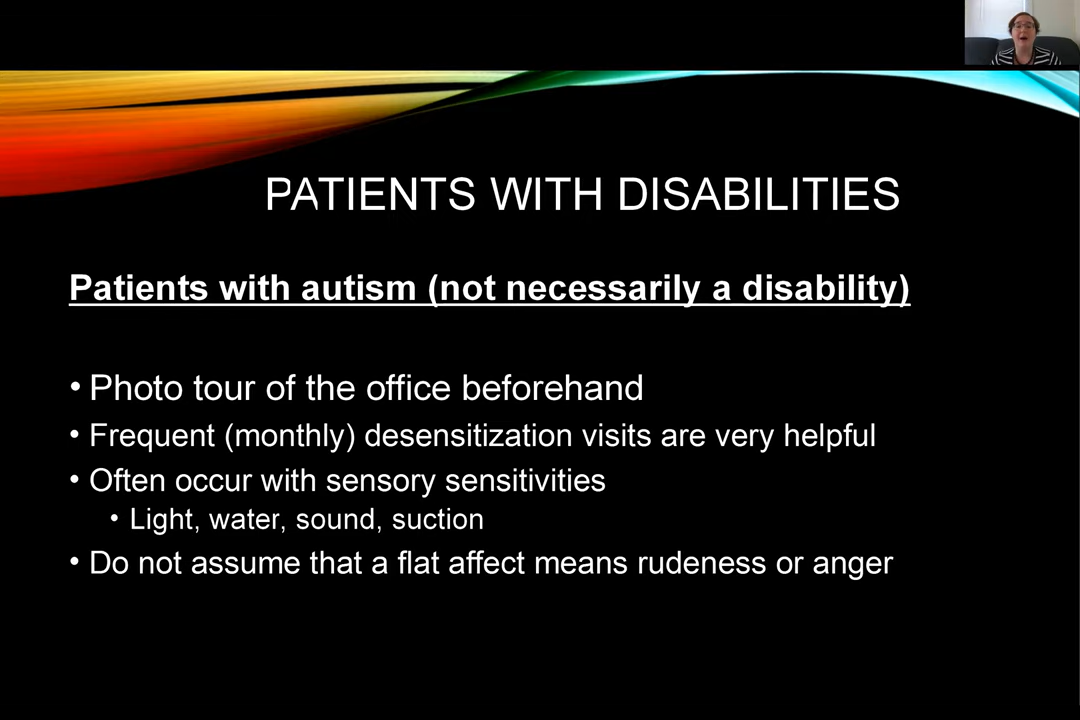 PATIENTS WITH DISABILITIES
Patients with autism (not necessarily a disability)
• Photo tour of the office beforehand
• Frequent (monthly) desensitization visits are very helpful
• Often occur with sensory sensitivities
• Light, water, sound, suction
• Do not assume that a flat affect means rudeness or anger